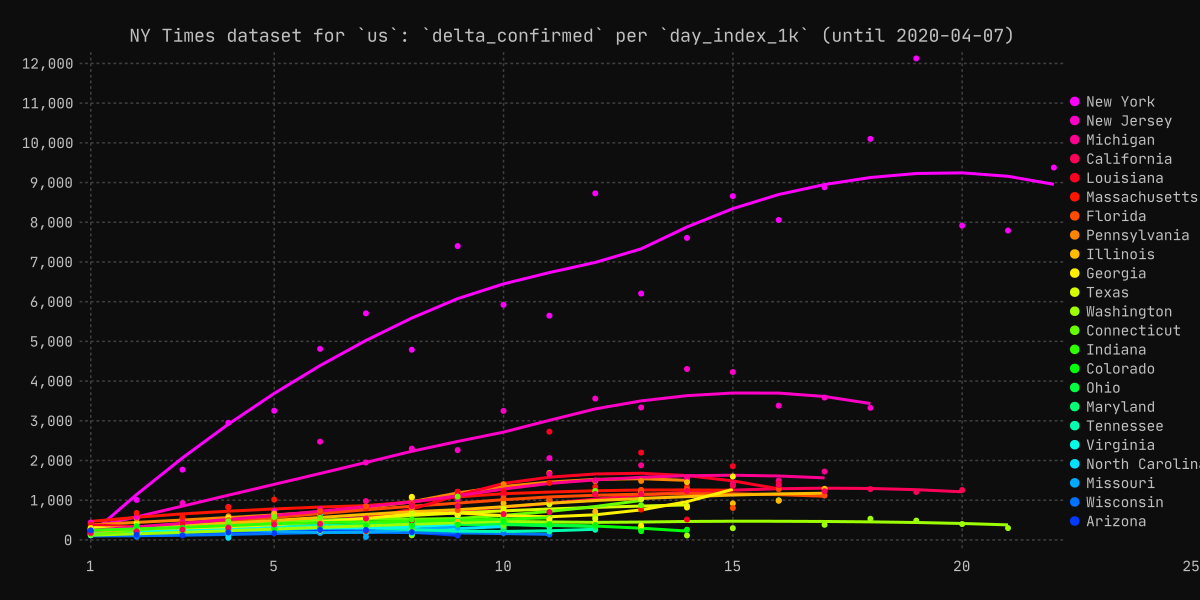 NY Times dataset for `us`: `delta_confirmed` per `day_index_1k` (until 2020-04-07)
12,000
11,000
10,000
9,000
8,000
7,000
6,000
5,000
4,000
3,000
2,000
1,000
0
1 5 10 15 20 25
New York
New Jersey
Michigan
California
Louisiana
Massachusetts
Florida
Pennsylvania
Illinois
Georgia
Texas
Washington
Connecticut
Indiana
Colorado
Ohio
Maryland
Tennessee
Virginia
North Carolina
Missouri
Wisconsin
Arizona